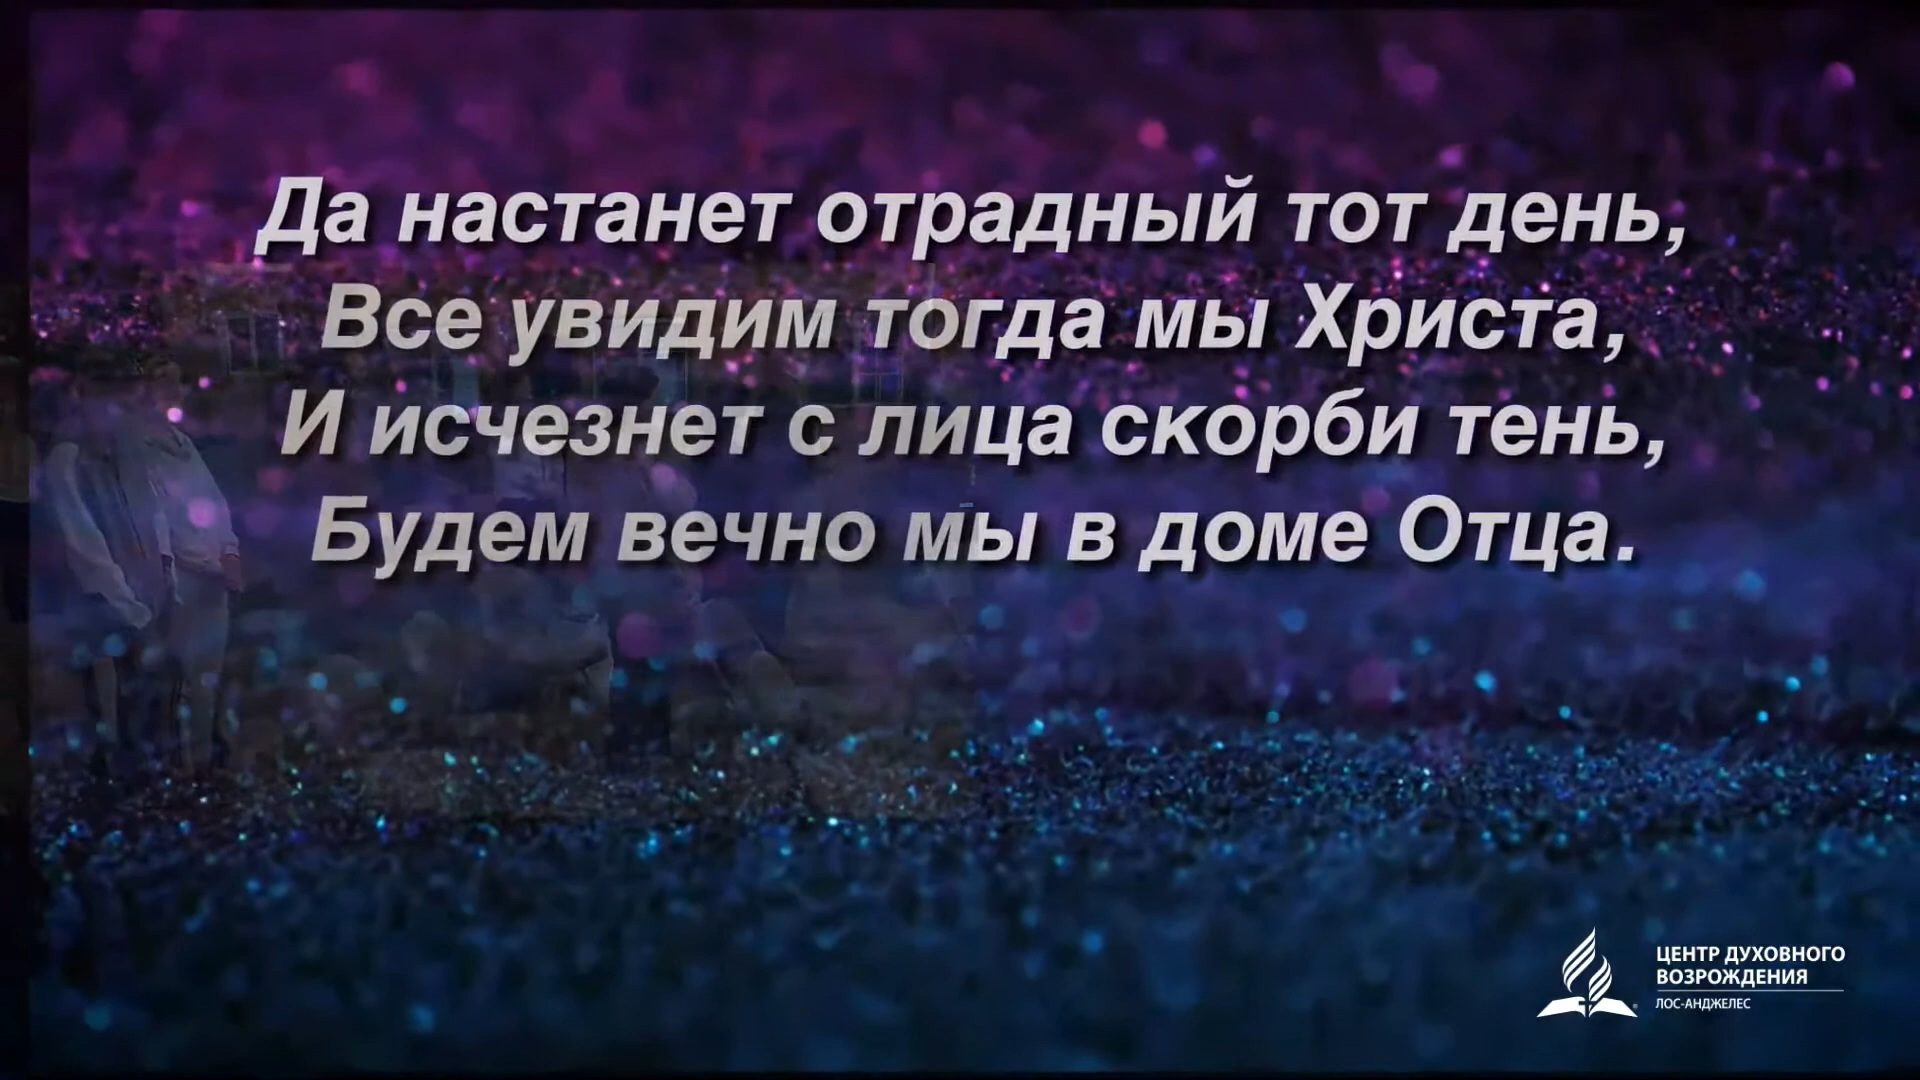 Да настанет отрадный тот день,
Все увидим тогда мы Христа,
И исчезнет с лица скорби тень,
Будем вечно мы в доме Отца.
ЦЕНТР ДУХОВНОГО
ВОЗРОЖДЕНИЯ
ЛОС-АНДЖЕЛЕС